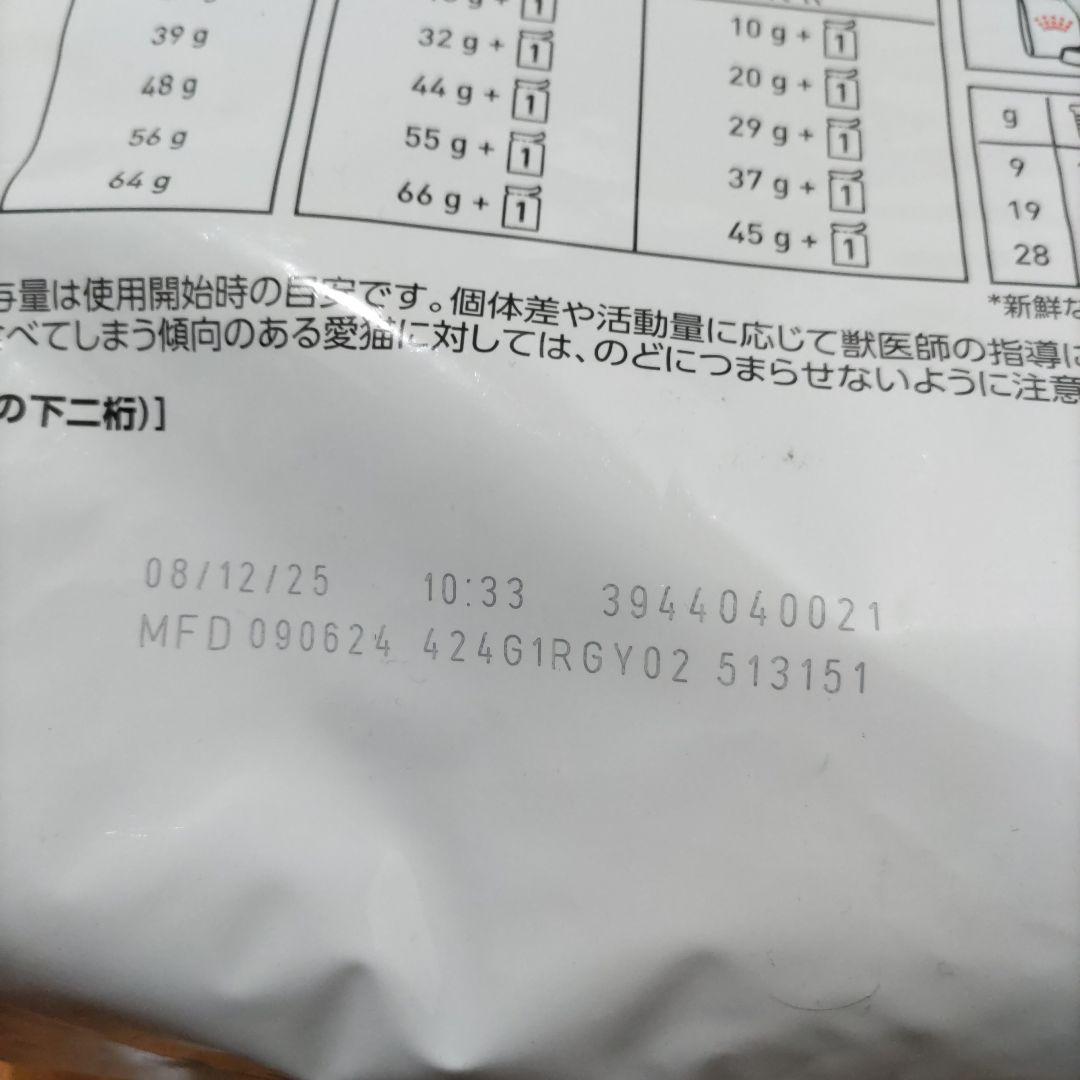 39 g
48 g
56 g
64 g
32 g + 1
44 g + 1
55 g + 1
66 g + 1
10 g + 1
20 g + 1
29 g + 1
37 g + 1
45 g + 1
g
9
19
28
*新鮮な
与量は使用開始時の目安です。個体差や活動量に応じて獣医師の指導に
食べてしまう傾向のある愛猫に対しては、のどにつまらせないように注意
の下二桁)]
08/12/25 10:33 3944040021
MFD 090624 424G1RGY02 513151